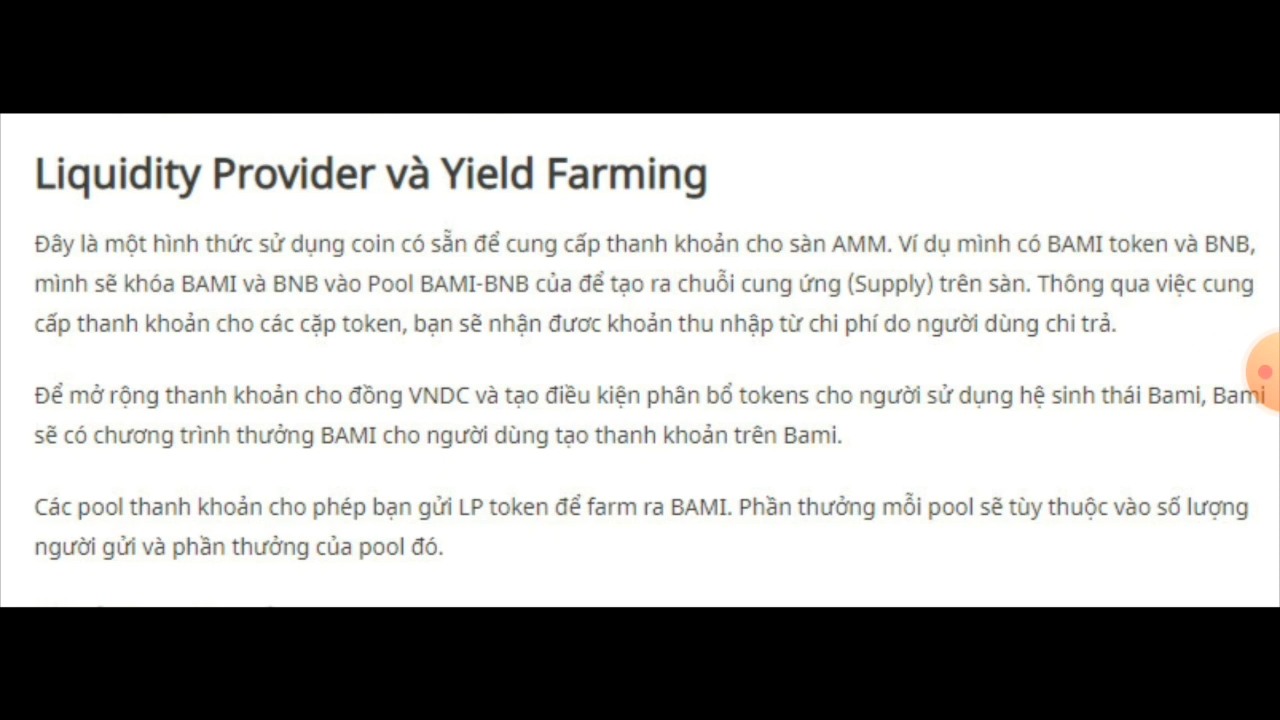 Liquidity Provider và Yield Farming
Đây là một hình thức sử dụng coin có sẵn để cung cấp thanh khoản cho sàn AMM. Ví dụ mình có BAMI token và BNB,
mình sẽ khóa BAMI và BNB vào Pool BAMI-BNB của để tạo ra chuỗi cung ứng (Supply) trên sàn. Thông qua việc cung
cấp thanh khoản cho các cặp token, bạn sẽ nhận đươc khoản thu nhập từ chi phí do người dùng chi trả.
Để mở rộng thanh khoản cho đồng VNDC và tạo điều kiện phân bổ tokens cho người sử dụng hệ sinh thái Bami, Bami
sẽ có chương trình thưởng BAMI cho người dùng tạo thanh khoản trên Bami.
Các pool thanh khoản cho phép bạn gửi LP token để farm ra BAMI. Phần thưởng mỗi pool sẽ tùy thuộc vào số lượng
người gửi và phần thưởng của pool đó.